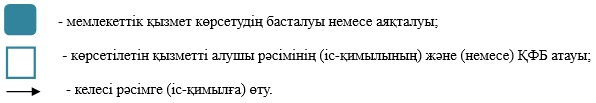 - мемлекеттік қызмет көрсетудің басталуы немесе аяқталуы;
- көрсетілетін қызметті алушы рәсімінің (іс-қимылының) және (немесе) ҚФБ атауы;
- келесі рәсімге (іс-қимылға) өту.